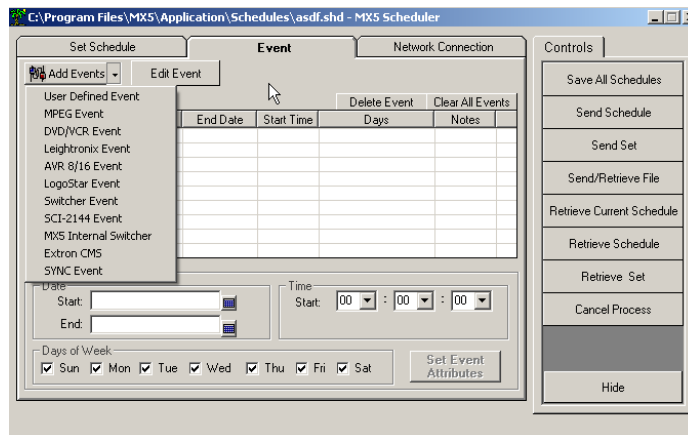 C:\Program Files\MX5\Application\Schedules\asdf.shd - MX5 Scheduler
Set Schedule Event Network Connection
Controls
Add Events Edit Event
Delete Event Clear All Events
End Date Start Time Days Notes
User Defined Event
MPEG Event
DVD/VCR Event
Leightronix Event
AVR 8/16 Event
LogoStar Event
Switcher Event
SCI-2144 Event
MX5 Internal Switcher
Extron CMS
SYNC Event
Date
Start:
End:
Time
Start: 00 : 00 : 00
Days of Week
Sun Mon Tue Wed Thu Fri Sat
Set Event
Attributes
Save All Schedules
Send Schedule
Send Set
Send/Retrieve File
Retrieve Current Schedule
Retrieve Schedule
Retrieve Set
Cancel Process
Hide